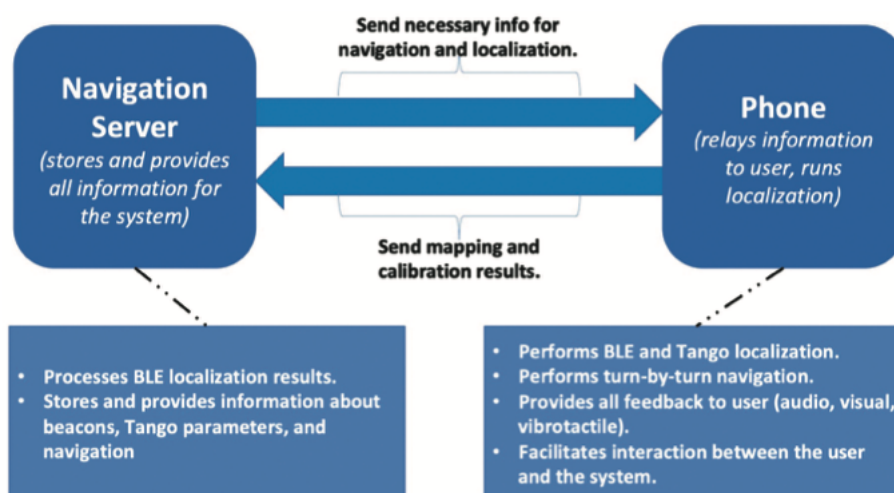 Send necessary info for
navigation and localization.
Navigation
Server
(stores and provides
all information for
the system)
Phone
(relays information
to user, runs
localization)
Send mapping and
calibration results.
• Processes BLE localization results.
• Stores and provides information about
beacons, Tango parameters, and
navigation
• Performs BLE and Tango localization.
• Performs turn-by-turn navigation.
• Provides all feedback to user (audio, visual,
vibrotactile).
• Facilitates interaction between the user
and the system.